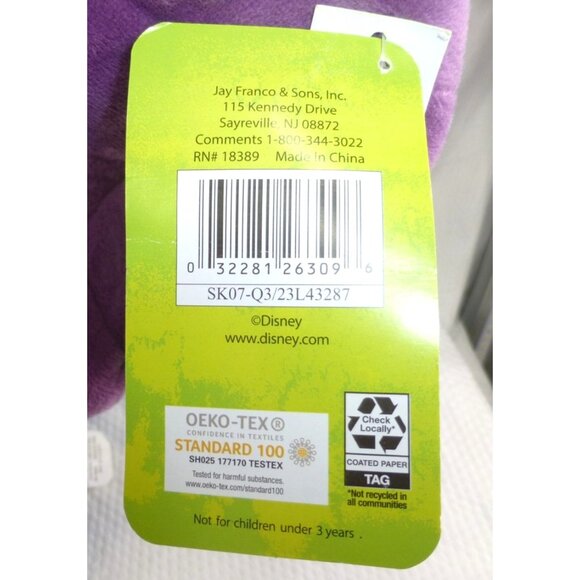 Jay Franco & Sons, Inc.
115 Kennedy Drive
Sayreville, NJ 08872
Comments 1-800-344-3022
RN# 18389 Made In China
0 32281 26309 6
SK07-Q3/23L43287
©Disney
www.disney.com
OEKO-TEX®
CONFIDENCE IN TEXTILES
STANDARD 100
SH025 177170 TESTEX
Tested for harmful substances.
www.oeko-tex.com/standard100
Check
Locally*
COATED PAPER
TAG
*Not recycled in
all communities
Not for children under 3 years .